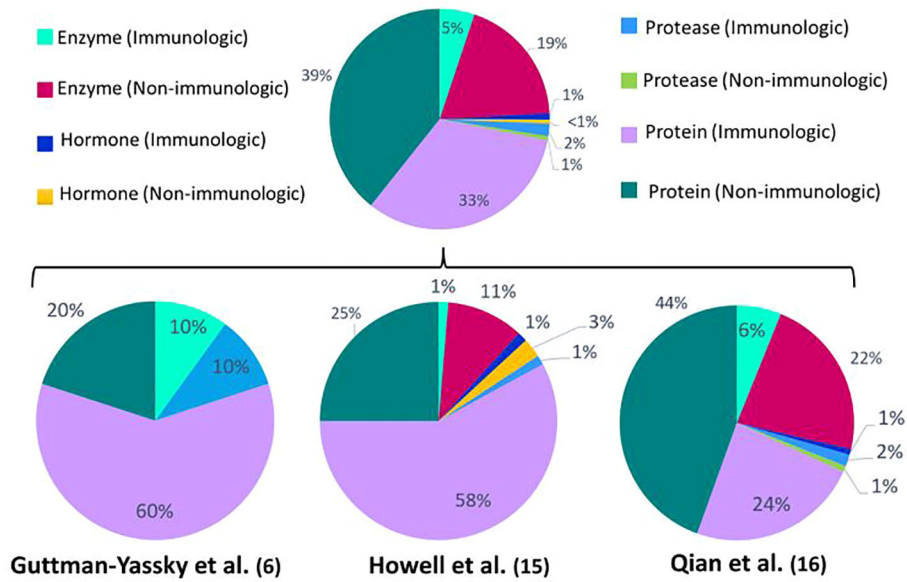 Enzyme (Immunologic)
Enzyme (Non-immunologic)
Hormone (Immunologic)
Hormone (Non-immunologic)
5%
19%
1%
<1%
2%
1%
33%
39%
Protease (Immunologic)
Protease (Non-immunologic)
Protein (Immunologic)
Protein (Non-immunologic)
20%
10%
10%
60%
Guttman-Yassky et al. (6)
25%
1%
11%
1%
3%
1%
58%
Howell et al. (15)
44%
6%
22%
1%
2%
1%
24%
Qian et al. (16)